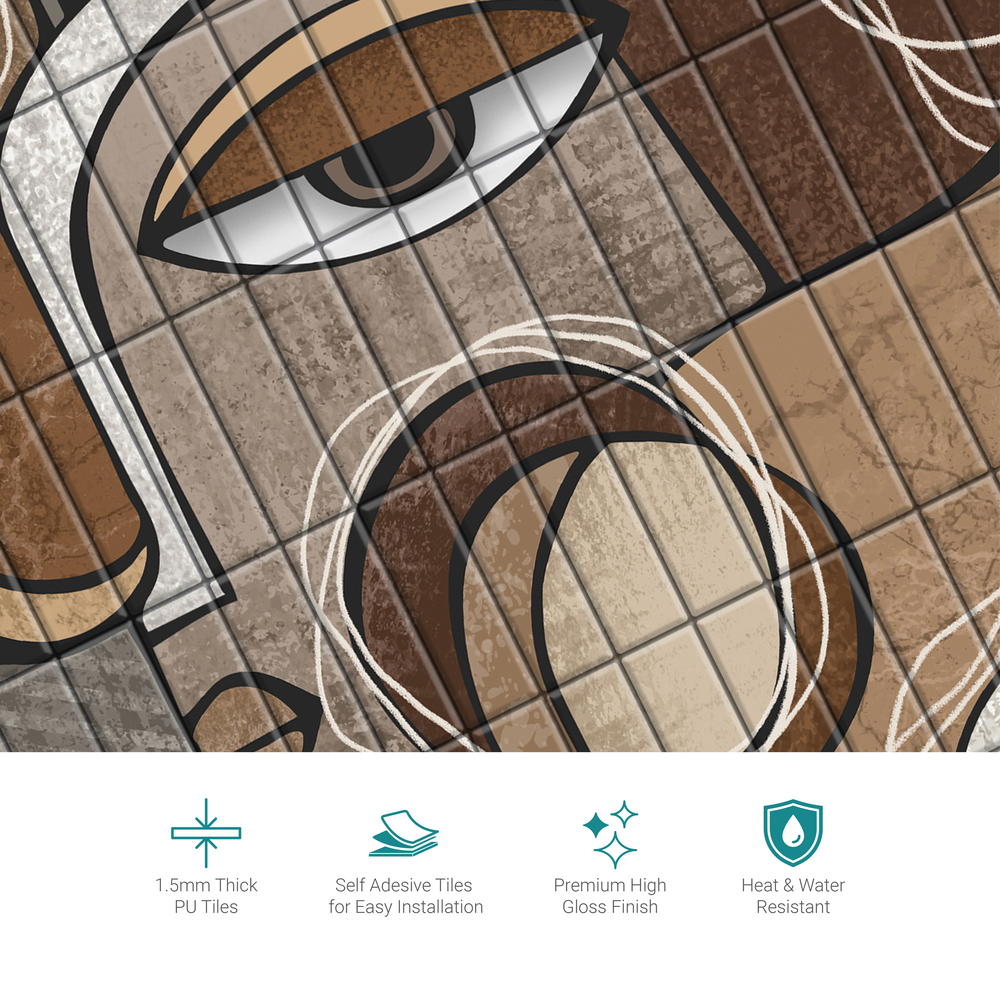 1.5mm Thick
PU Tiles
Self Adesive Tiles
for Easy Installation
Premium High
Gloss Finish
Heat & Water
Resistant